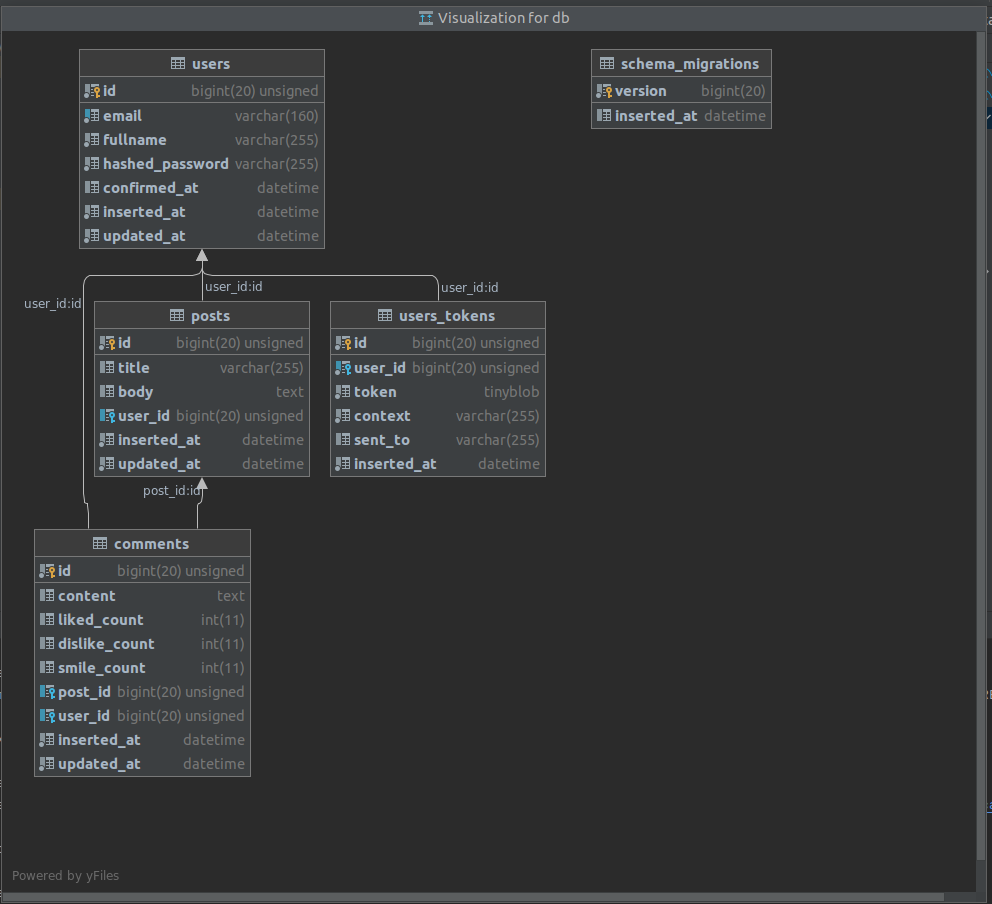 Visualization for db
users
id bigint(20) unsigned
email varchar(160)
fullname varchar(255)
hashed_password varchar(255)
confirmed_at datetime
inserted_at datetime
updated_at datetime
schema_migrations
version bigint(20)
inserted_at datetime
user_id:id
user_id:id
user_id:id
posts
id bigint(20) unsigned
title varchar(255)
body text
user_id bigint(20) unsigned
inserted_at datetime
updated_at datetime
users_tokens
id bigint(20) unsigned
user_id bigint(20) unsigned
token tinyblob
context varchar(255)
sent_to varchar(255)
inserted_at datetime
post_id:id
comments
id bigint(20) unsigned
content text
liked_count int(11)
dislike_count int(11)
smile_count int(11)
post_id bigint(20) unsigned
user_id bigint(20) unsigned
inserted_at datetime
updated_at datetime
Powered by yFiles